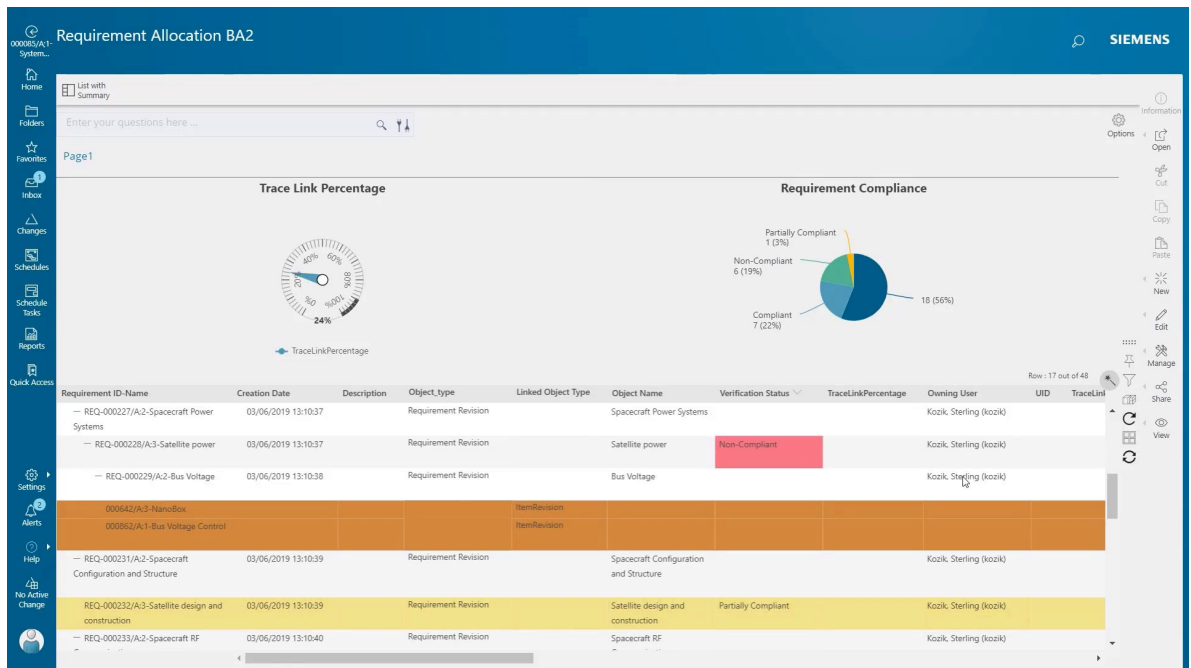 000085/A;1-
System...
Requirement Allocation BA2
SIEMENS
Home
Folders
Favorites
1
Inbox
Changes
Schedules
Schedule
Tasks
Reports
Quick Access
Settings
2
Alerts
?
Help
No Active
Change
List with
Summary
Enter your questions here ...
Page1
Trace Link Percentage
0%
20%
40%
60%
80%
100%
24%
TraceLinkPercentage
Requirement Compliance
Partially Compliant
1 (3%)
Non-Compliant
6 (19%)
Compliant
7 (22%)
18 (56%)
Options
Information
Open
Cut
Copy
Paste
New
Edit
Manage
Share
View
Row : 17 out of 48
Requirement ID-Name Creation Date Description Object_type Linked Object Type Object Name Verification Status TraceLinkPercentage Owning User UID TraceLink
— REQ-000227/A;2-Spacecraft Power 03/06/2019 13:10:37 Requirement Revision Spacecraft Power Systems Kozik, Sterling (kozik)
Systems
— REQ-000228/A;3-Satellite power 03/06/2019 13:10:37 Requirement Revision Satellite power Non-Compliant Kozik, Sterling (kozik)
— REQ-000229/A;2-Bus Voltage 03/06/2019 13:10:38 Requirement Revision Bus Voltage Kozik, Sterling (kozik)
000642/A;3-NanoBox ItemRevision
000862/A;1-Bus Voltage Control ItemRevision
— REQ-000231/A;2-Spacecraft 03/06/2019 13:10:39 Requirement Revision Spacecraft Configuration Kozik, Sterling (kozik)
Configuration and Structure and Structure
REQ-000232/A;3-Satellite design and 03/06/2019 13:10:39 Requirement Revision Satellite design and Partially Compliant Kozik, Sterling (kozik)
construction construction
— REQ-000233/A;2-Spacecraft RF 03/06/2019 13:10:40 Requirement Revision Spacecraft RF Kozik, Sterling (kozik)